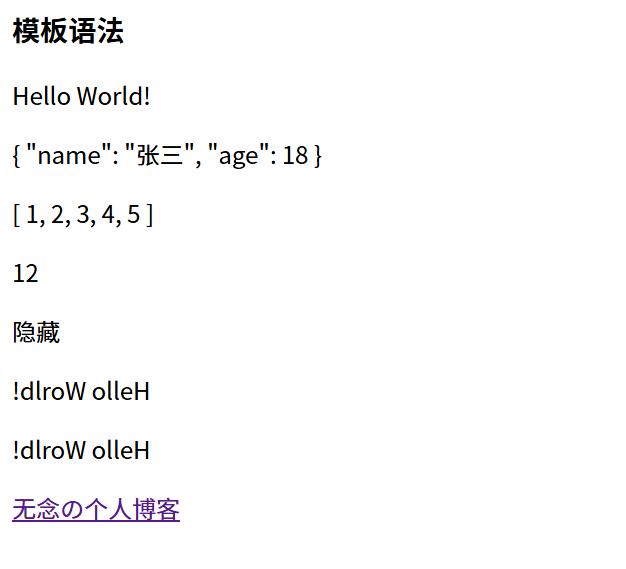 模板语法
Hello World!
{ "name": "张三", "age": 18 }
[ 1, 2, 3, 4, 5 ]
12
隐藏
!dlroW olleH
!dlroW olleH
无念の个人博客